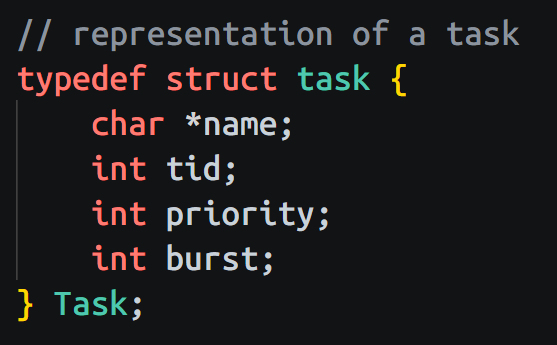 // representation of a task
typedef struct task {
    char *name;
    int tid;
    int priority;
    int burst;
} Task;